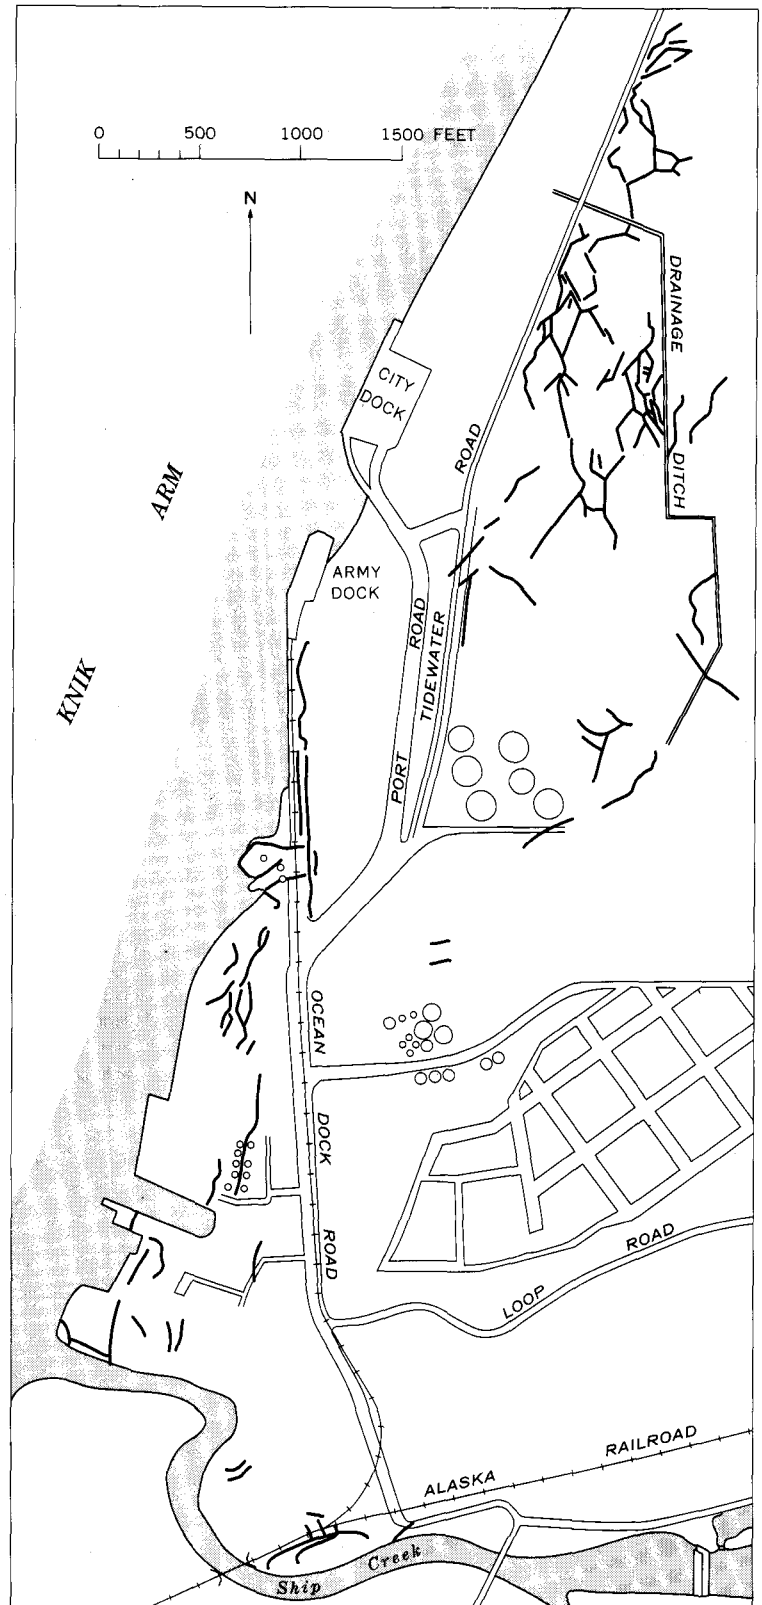 0 500 1000 1500 FEET
N
DRAINAGE
DITCH
CITY
DOCK
ROAD
KNIK ARM
ARMY
DOCK
ROAD
TIDEWATER
PORT
OCEAN
DOCK
ROAD
LOOP ROAD
ALASKA RAILROAD
Ship Creek